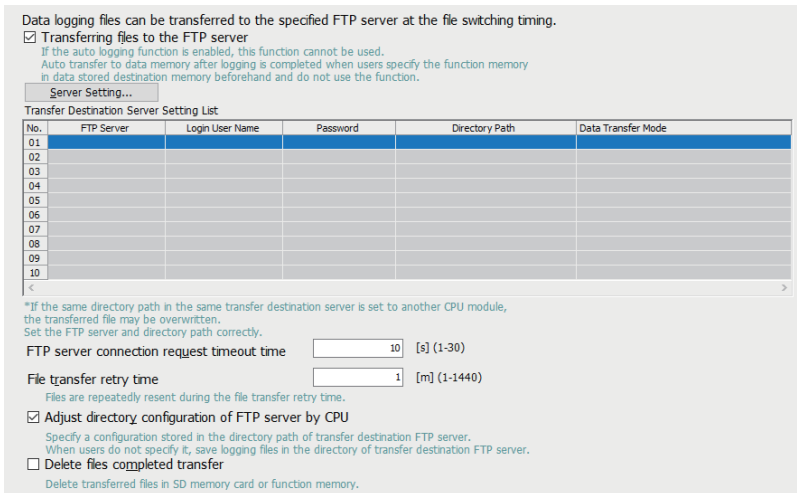 Data logging files can be transferred to the specified FTP server at the file switching timing.
Transferring files to the FTP server
If the auto logging function is enabled, this function cannot be used.
Auto transfer to data memory after logging is completed when users specify the function memory
in data stored destination memory beforehand and do not use the function.
Server Setting...
Transfer Destination Server Setting List
No. FTP Server Login User Name Password Directory Path Data Transfer Mode
01
02
03
04
05
06
07
08
09
10
*If the same directory path in the same transfer destination server is set to another CPU module,
the transferred file may be overwritten.
Set the FTP server and directory path correctly.
FTP server connection request timeout time 10 [s] (1-30)
File transfer retry time 1 [m] (1-1440)
Files are repeatedly resent during the file transfer retry time.
Adjust directory configuration of FTP server by CPU
Specify a configuration stored in the directory path of transfer destination FTP server.
When users do not specify it, save logging files in the directory of transfer destination FTP server.
Delete files completed transfer
Delete transferred files in SD memory card or function memory.